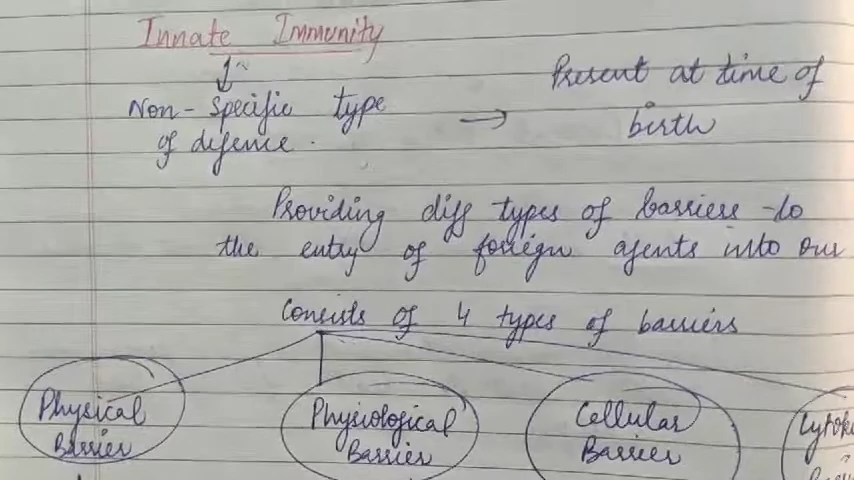 Innate Immunity
Non-Specific type
of defence.
→ Present at time of
birth
Providing diff types of barriers to
the entry of foreign agents into our
Consists of 4 types of barriers
Physical
Barrier
Physiological
Barrier
Cellular
Barrier